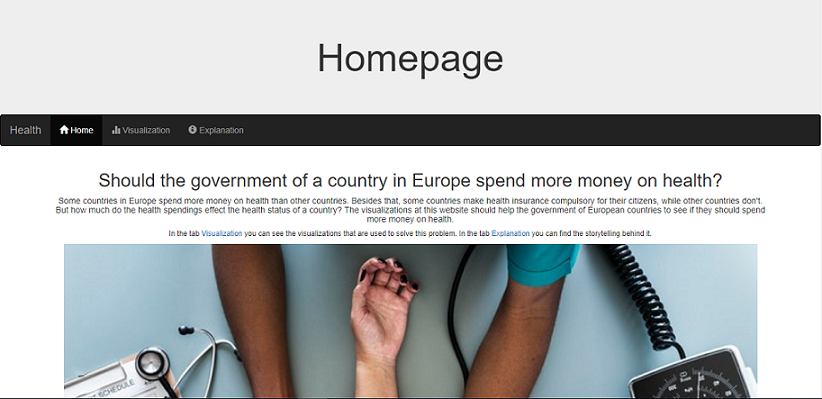 Homepage
Health Home Visualization Explanation
Should the government of a country in Europe spend more money on health?
Some countries in Europe spend more money on health than other countries. Besides that, some countries make health insurance compulsory for their citizens, while other countries don't.
But how much do the health spendings effect the health status of a country? The visualizations at this website should help the government of European countries to see if they should spend
more money on health.
In the tab Visualization you can see the visualizations that are used to solve this problem. In the tab Explanation you can find the storytelling behind it.
SCHEDULE